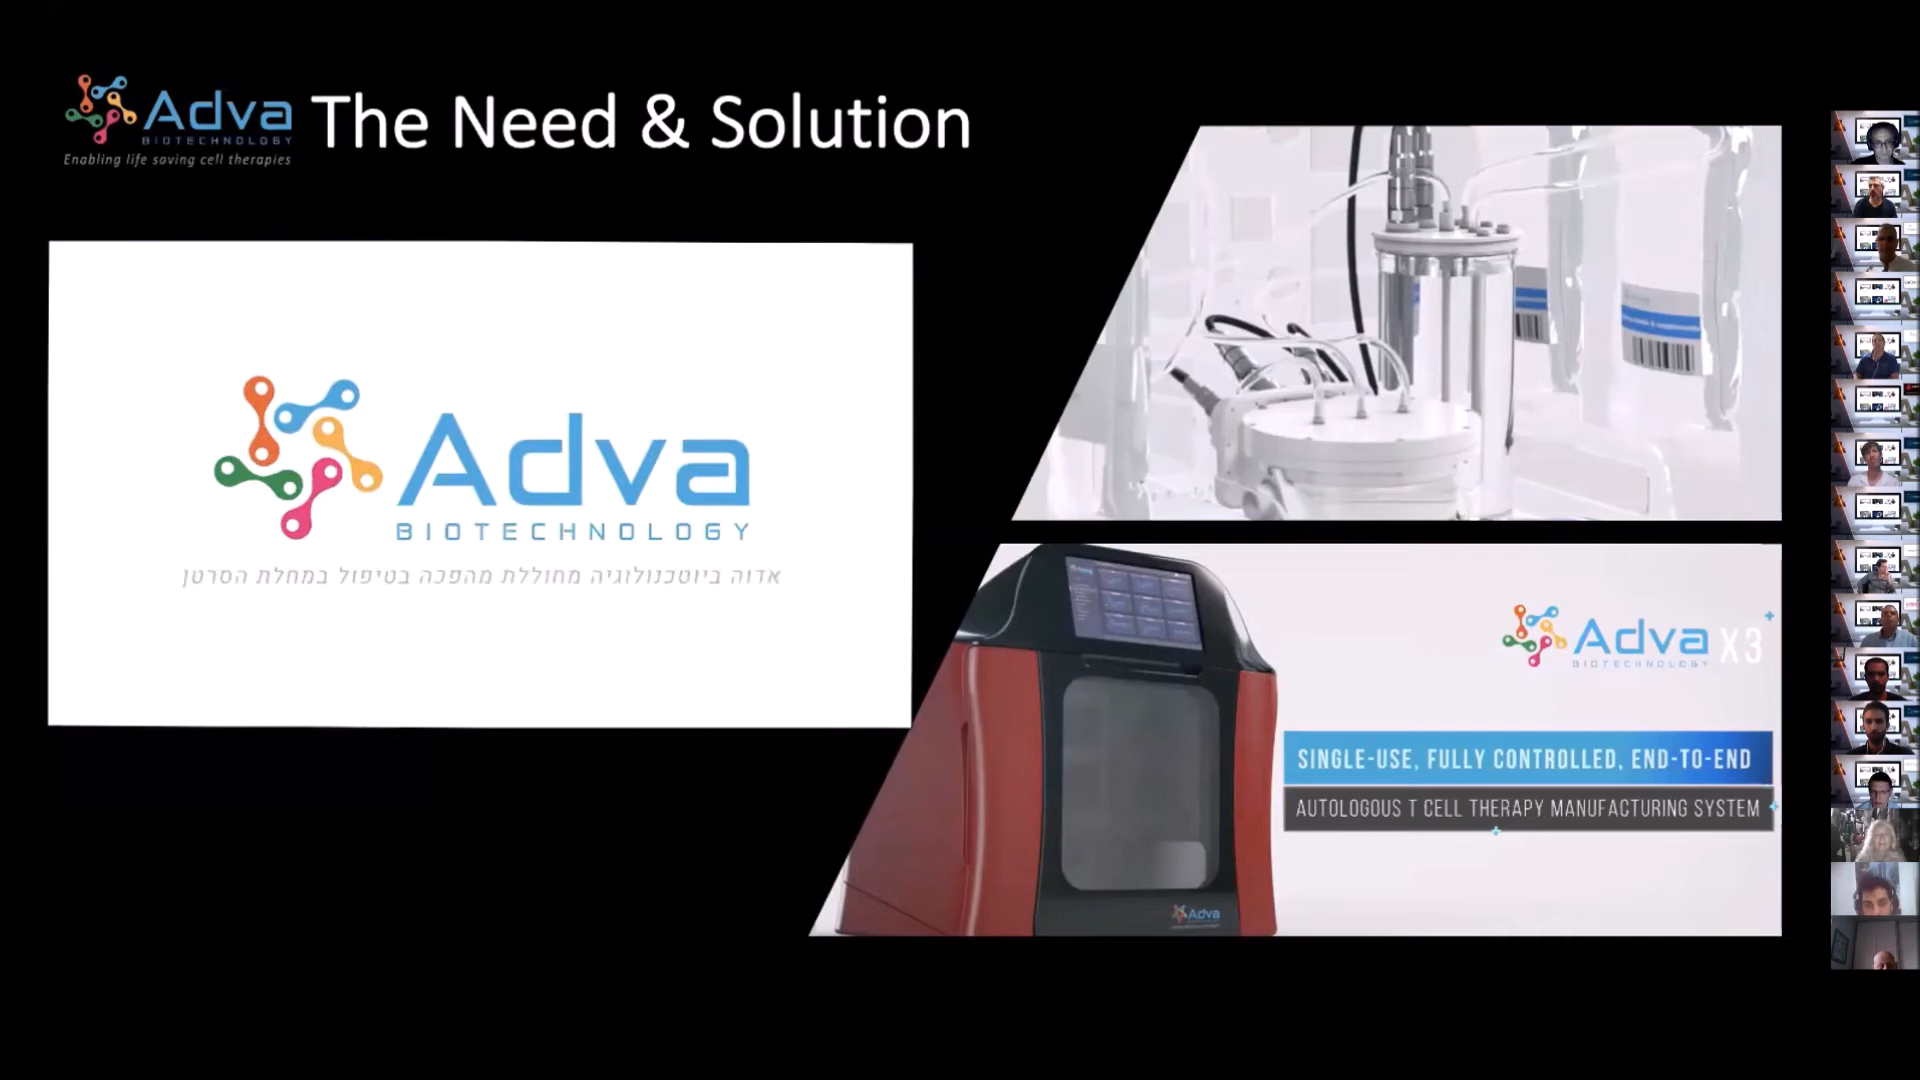 Adva
BIOTECHNOLOGY
Enabling life saving cell therapies
The Need & Solution
Adva
BIOTECHNOLOGY
אדוה ביוטכנולוגיה מחוללת מהפכה בטיפול במחלת הסרטן
Adva X3
BIOTECHNOLOGY
SINGLE-USE, FULLY CONTROLLED, END-TO-END
AUTOLOGOUS T CELL THERAPY MANUFACTURING SYSTEM
Adva